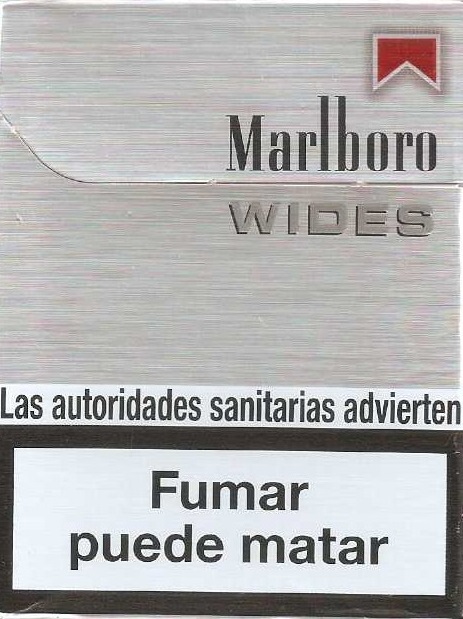 Marlboro
WIDES
Las autoridades sanitarias advierten
Fumar
puede matar